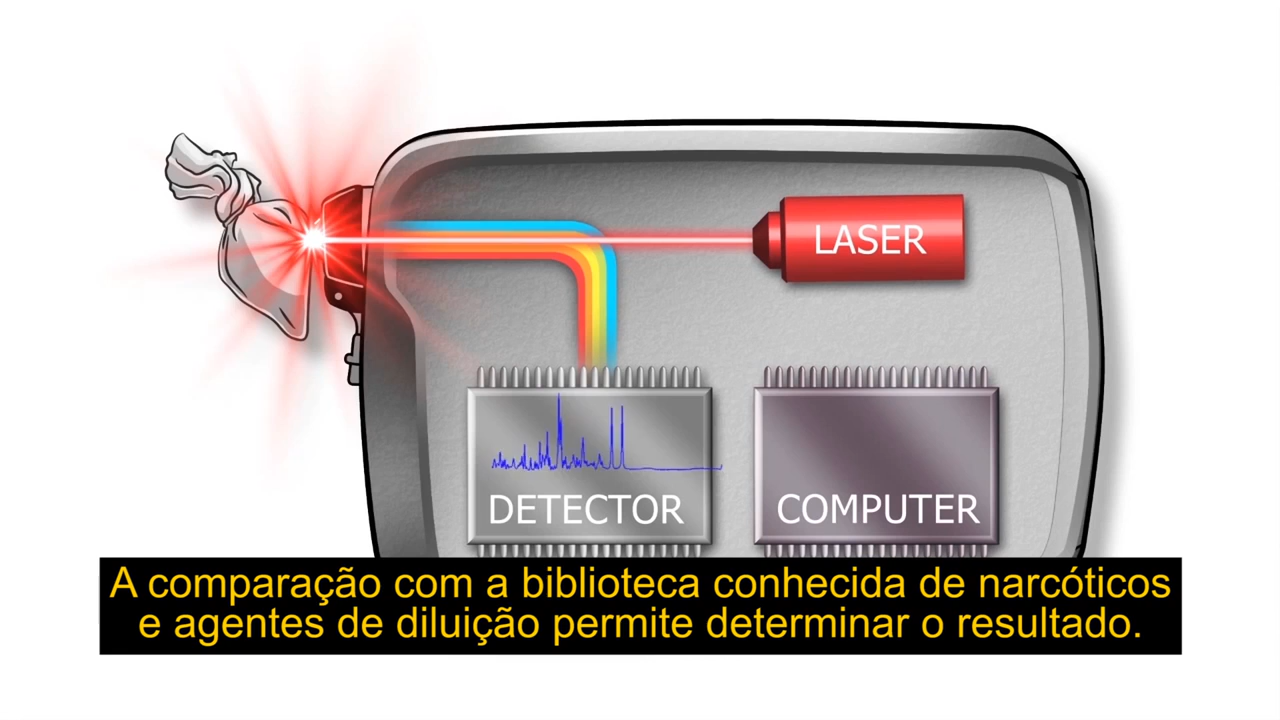 LASER
DETECTOR
COMPUTER
A comparação com a biblioteca conhecida de narcóticos
e agentes de diluição permite determinar o resultado.